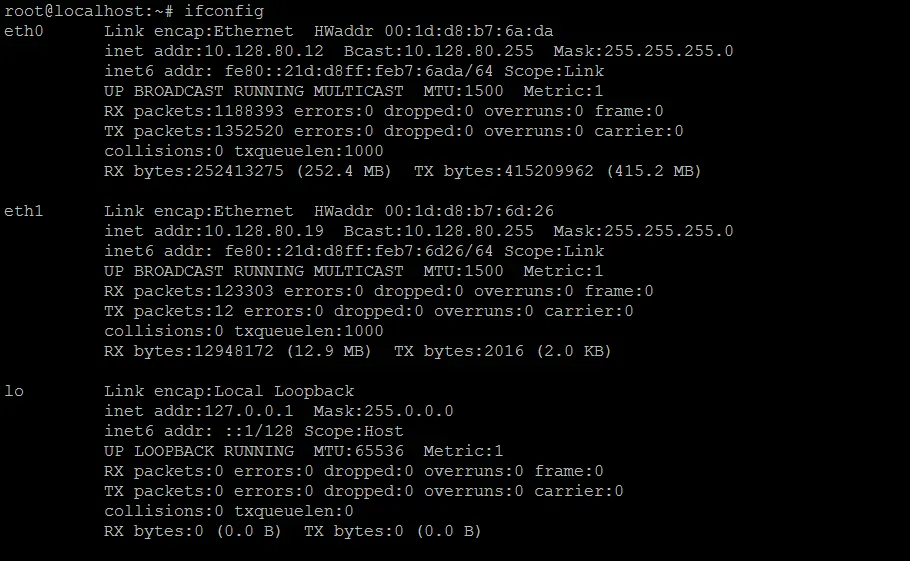 root@localhost:~# ifconfig
eth0      Link encap:Ethernet  HWaddr 00:1d:d8:b7:6a:da
          inet addr:10.128.80.12  Bcast:10.128.80.255  Mask:255.255.255.0
          inet6 addr: fe80::21d:d8ff:feb7:6ada/64 Scope:Link
          UP BROADCAST RUNNING MULTICAST  MTU:1500  Metric:1
          RX packets:1188393 errors:0 dropped:0 overruns:0 frame:0
          TX packets:1352520 errors:0 dropped:0 overruns:0 carrier:0
          collisions:0 txqueuelen:1000
          RX bytes:252413275 (252.4 MB)  TX bytes:415209962 (415.2 MB)

eth1      Link encap:Ethernet  HWaddr 00:1d:d8:b7:6d:26
          inet addr:10.128.80.19  Bcast:10.128.80.255  Mask:255.255.255.0
          inet6 addr: fe80::21d:d8ff:feb7:6d26/64 Scope:Link
          UP BROADCAST RUNNING MULTICAST  MTU:1500  Metric:1
          RX packets:123303 errors:0 dropped:0 overruns:0 frame:0
          TX packets:12 errors:0 dropped:0 overruns:0 carrier:0
          collisions:0 txqueuelen:1000
          RX bytes:12948172 (12.9 MB)  TX bytes:2016 (2.0 KB)

lo        Link encap:Local Loopback
          inet addr:127.0.0.1  Mask:255.0.0.0
          inet6 addr: ::1/128 Scope:Host
          UP LOOPBACK RUNNING  MTU:65536  Metric:1
          RX packets:0 errors:0 dropped:0 overruns:0 frame:0
          TX packets:0 errors:0 dropped:0 overruns:0 carrier:0
          collisions:0 txqueuelen:0
          RX bytes:0 (0.0 B)  TX bytes:0 (0.0 B)